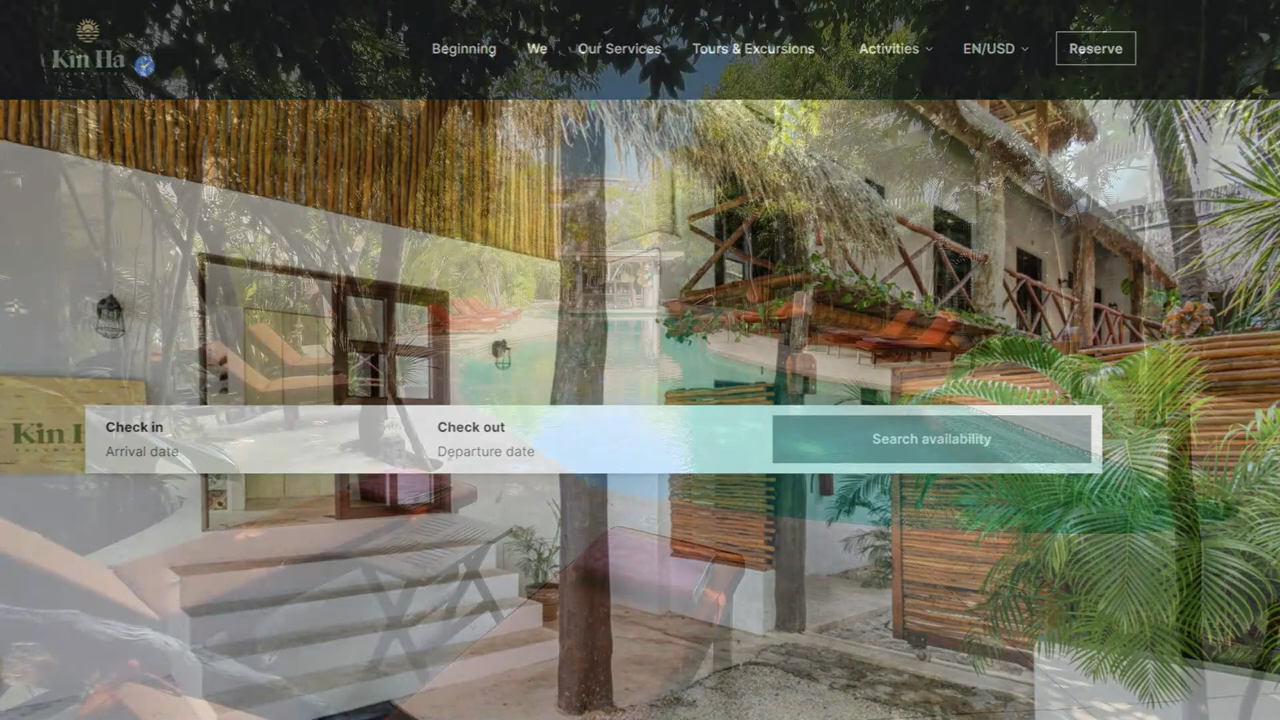 Kin Ha
Beginning
We
Our Services
Tours & Excursions
Activities
EN/USD
Reserve
Kin H
Check in
Arrival date
Check out
Departure date
Search availability